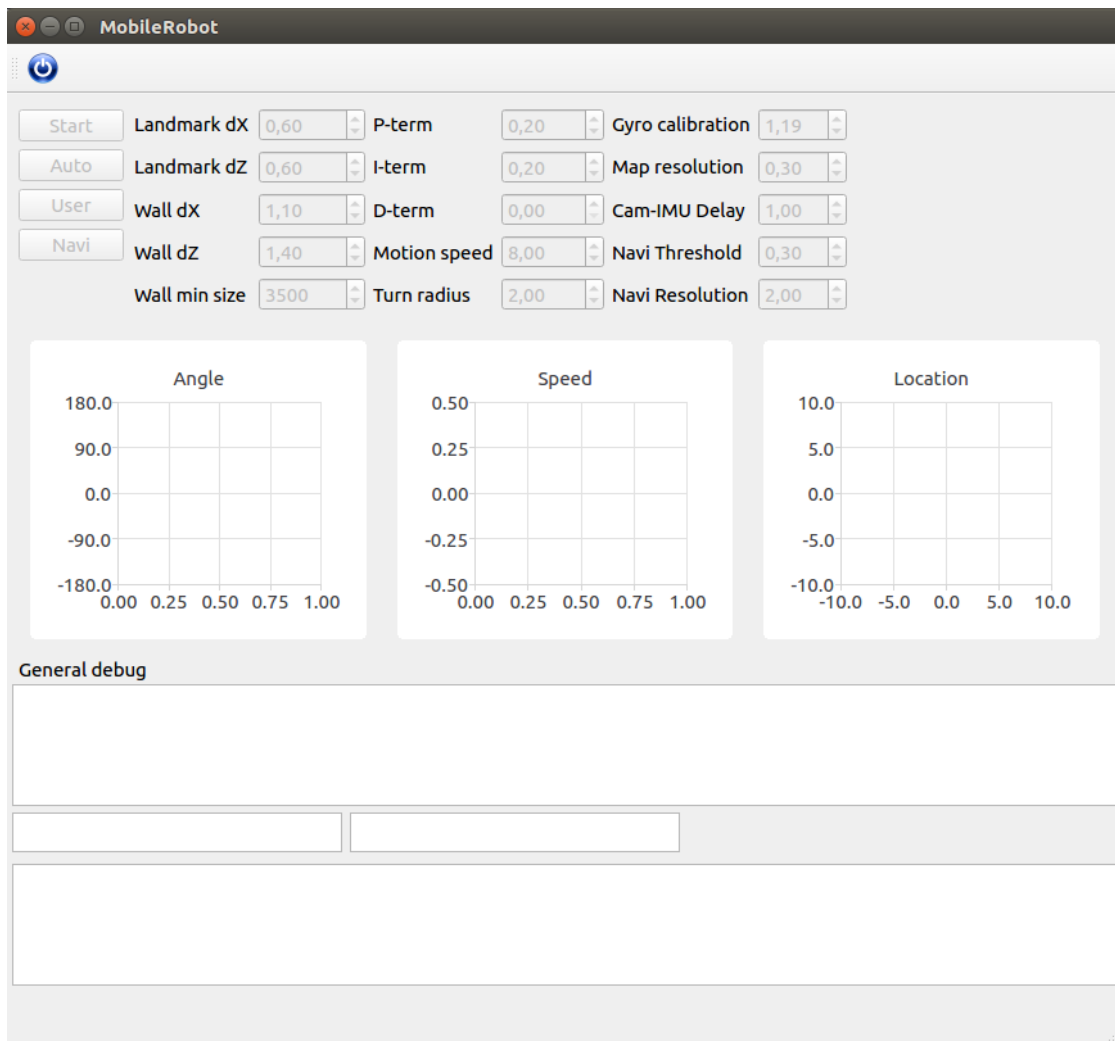 MobileRobot
Start Landmark dX 0,60 P-term 0,20 Gyro calibration 1,19
Auto Landmark dZ 0,60 I-term 0,20 Map resolution 0,30
User Wall dX 1,10 D-term 0,00 Cam-IMU Delay 1,00
Navi Wall dZ 1,40 Motion speed 8,00 Navi Threshold 0,30
Wall min size 3500 Turn radius 2,00 Navi Resolution 2,00
Angle
180.0
90.0
0.0
-90.0
-180.0
0.00 0.25 0.50 0.75 1.00
Speed
0.50
0.25
0.00
-0.25
-0.50
0.00 0.25 0.50 0.75 1.00
Location
10.0
5.0
0.0
-5.0
-10.0
-10.0 -5.0 0.0 5.0 10.0
General debug